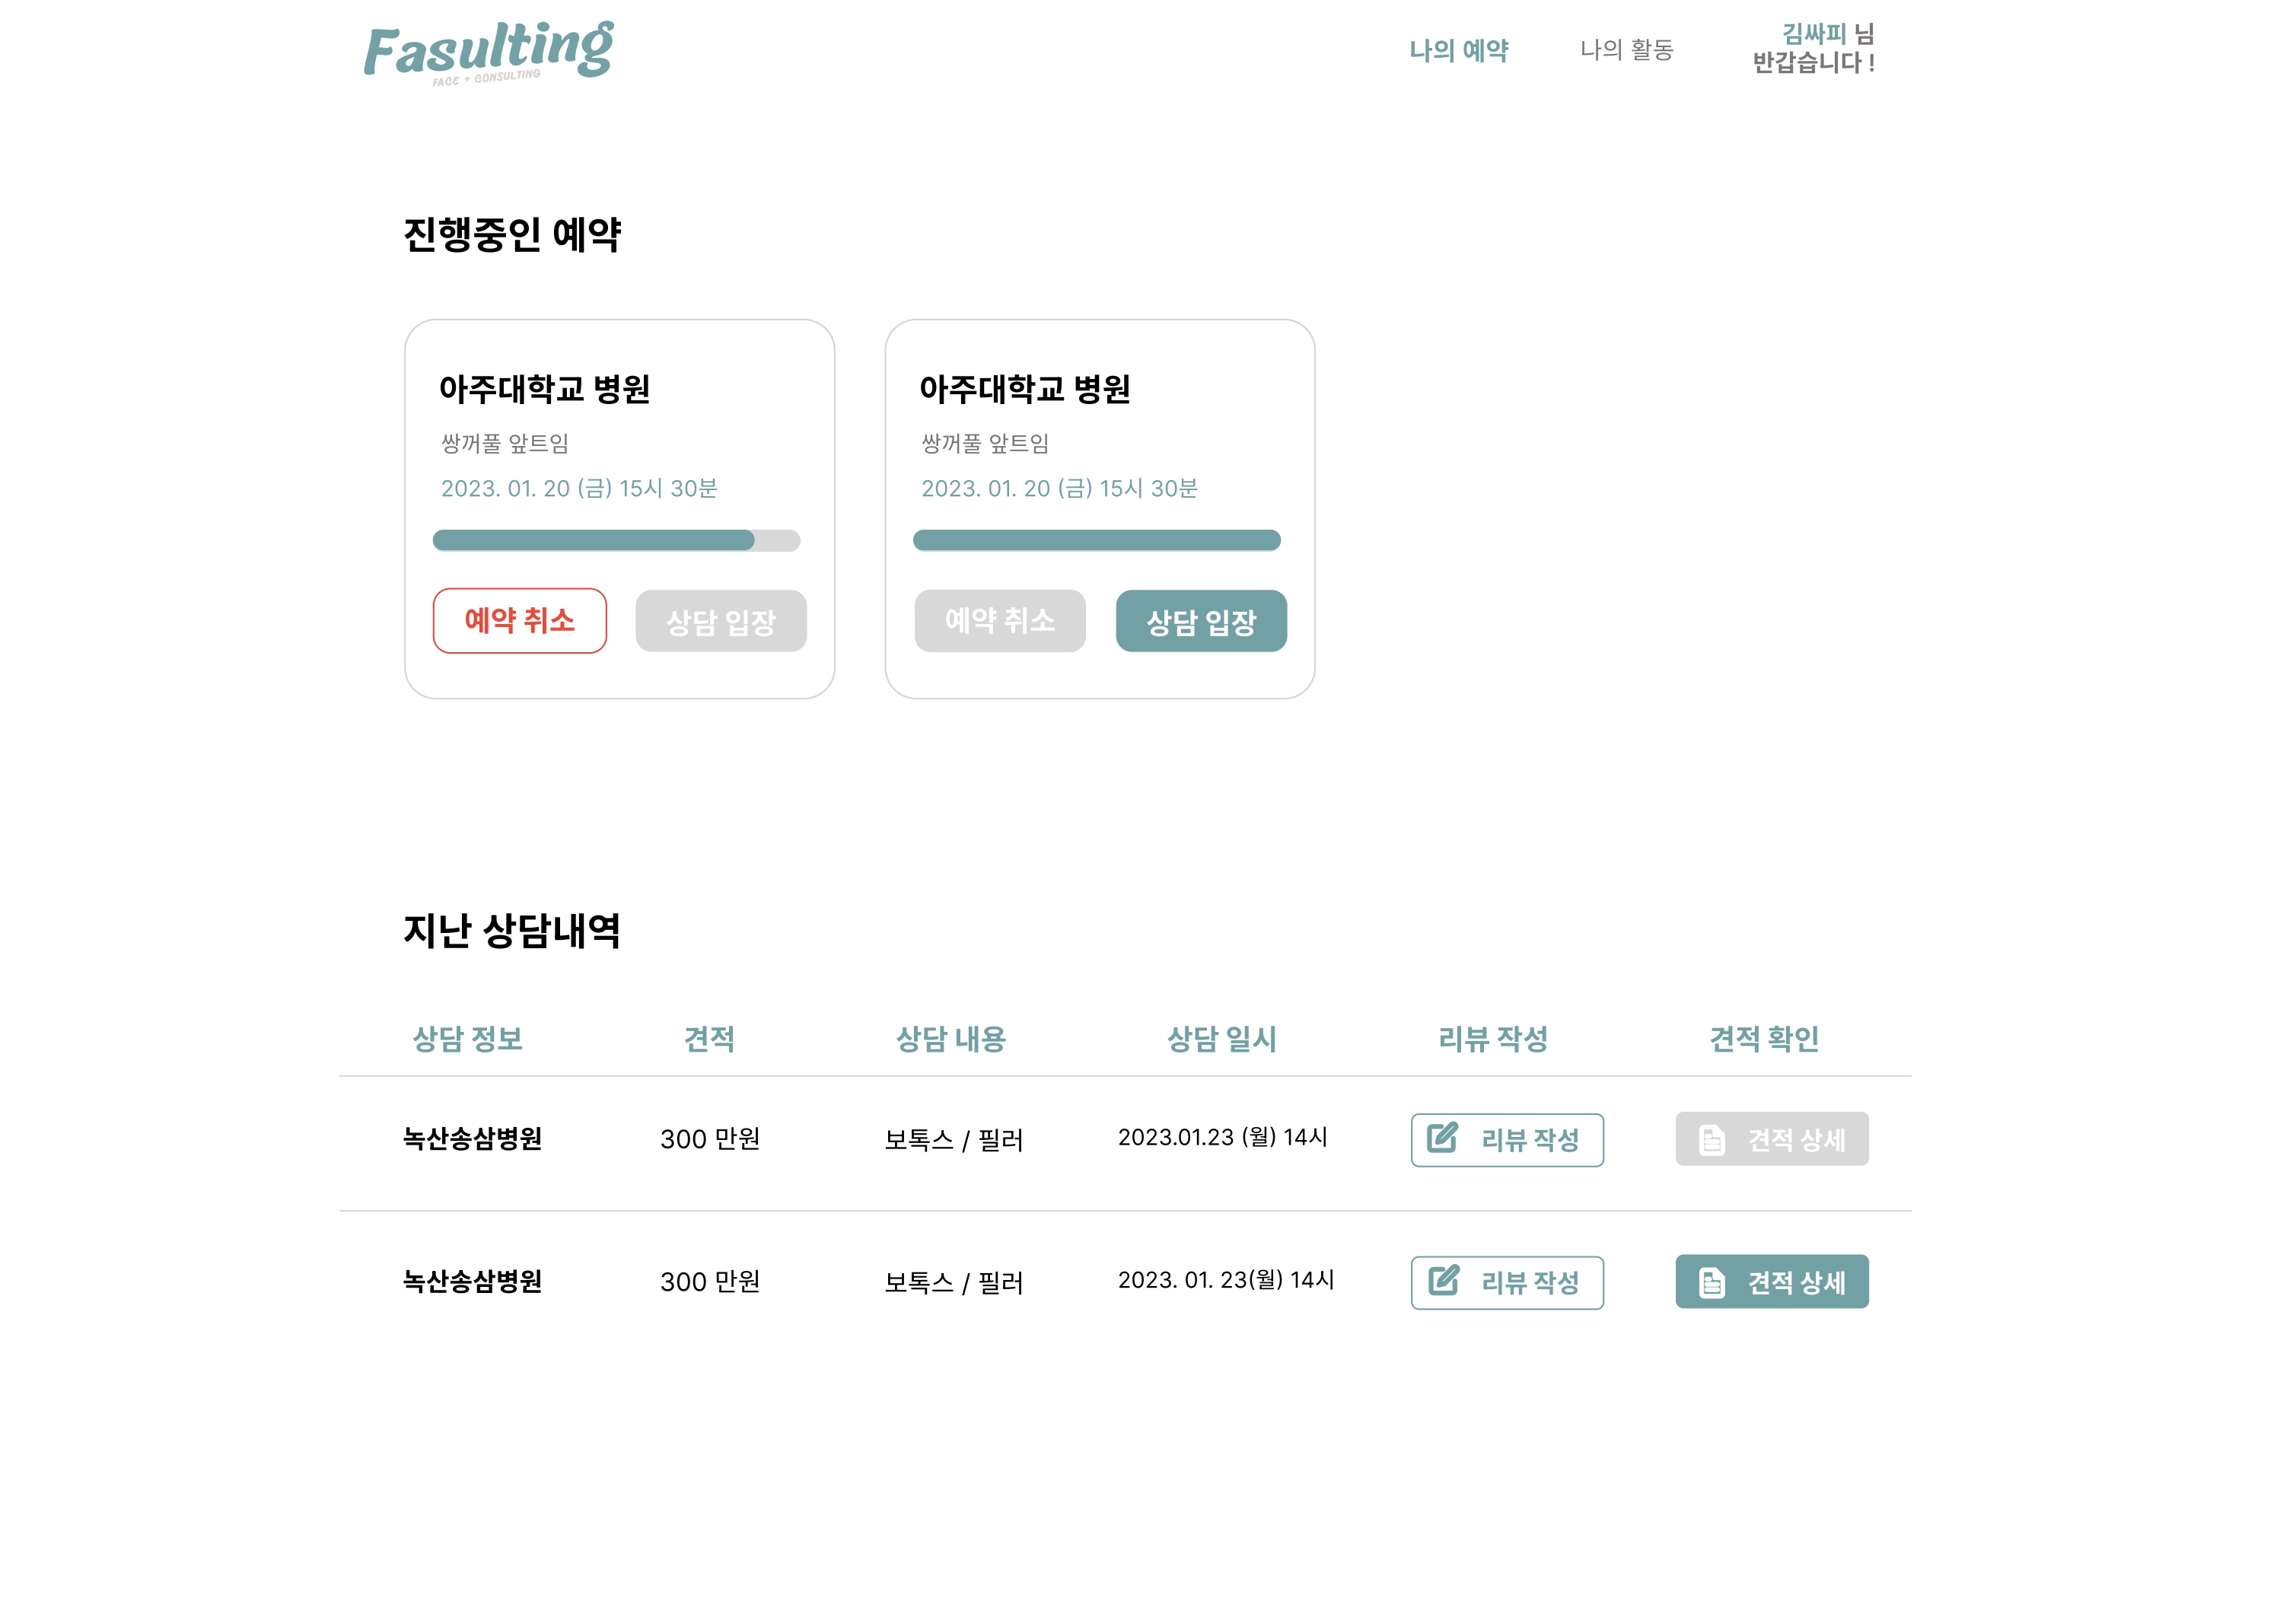 Fasulting
FACE + CONSULTING
나의 예약
나의 활동
김싸피 님
반갑습니다 !
진행중인 예약
아주대학교 병원
쌍꺼풀 앞트임
2023. 01. 20 (금) 15시 30분
예약 취소
상담 입장
아주대학교 병원
쌍꺼풀 앞트임
2023. 01. 20 (금) 15시 30분
예약 취소
상담 입장
지난 상담내역
상담 정보 견적 상담 내용 상담 일시 리뷰 작성 견적 확인
녹산송삼병원 300 만원 보톡스 / 필러 2023.01.23 (월) 14시 리뷰 작성 견적 상세
녹산송삼병원 300 만원 보톡스 / 필러 2023. 01. 23(월) 14시 리뷰 작성 견적 상세